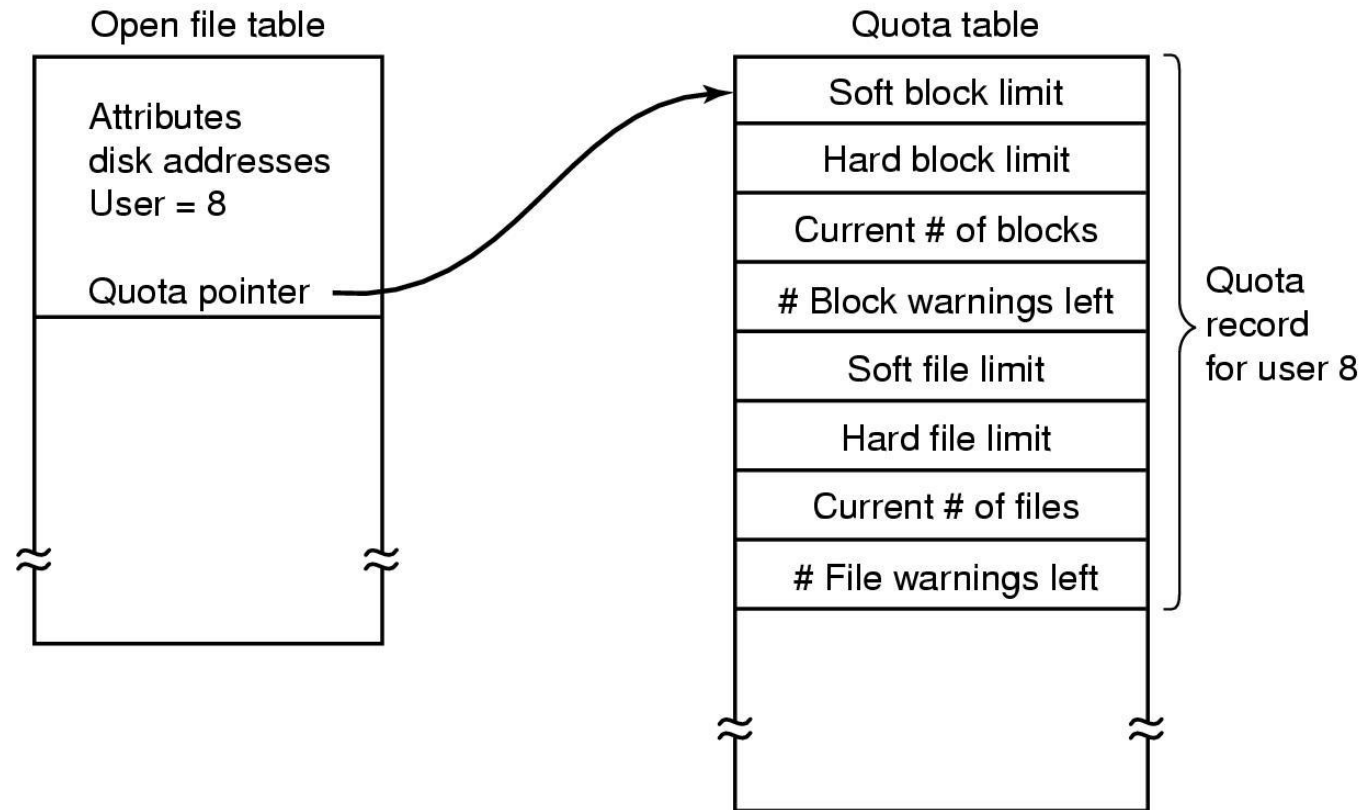 Open file table
Attributes
disk addresses
User = 8
Quota pointer
Quota table
Soft block limit
Hard block limit
Current # of blocks
# Block warnings left
Soft file limit
Hard file limit
Current # of files
# File warnings left
Quota
record
for user 8